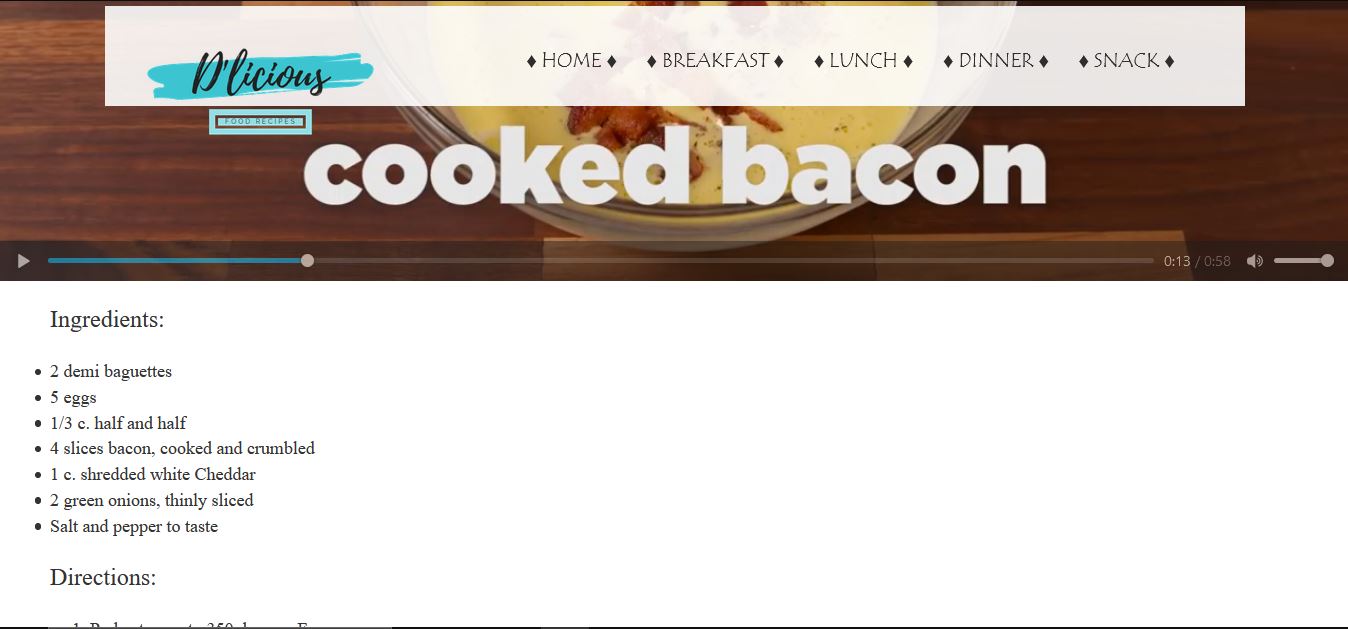 D'licious
♦ HOME ♦ ♦ BREAKFAST ♦ ♦ LUNCH ♦ ♦ DINNER ♦ ♦ SNACK ♦
FOOD RECIPES
cooked bacon
0:13 / 0:58
Ingredients:
• 2 demi baguettes
• 5 eggs
• 1/3 c. half and half
• 4 slices bacon, cooked and crumbled
• 1 c. shredded white Cheddar
• 2 green onions, thinly sliced
• Salt and pepper to taste
Directions: